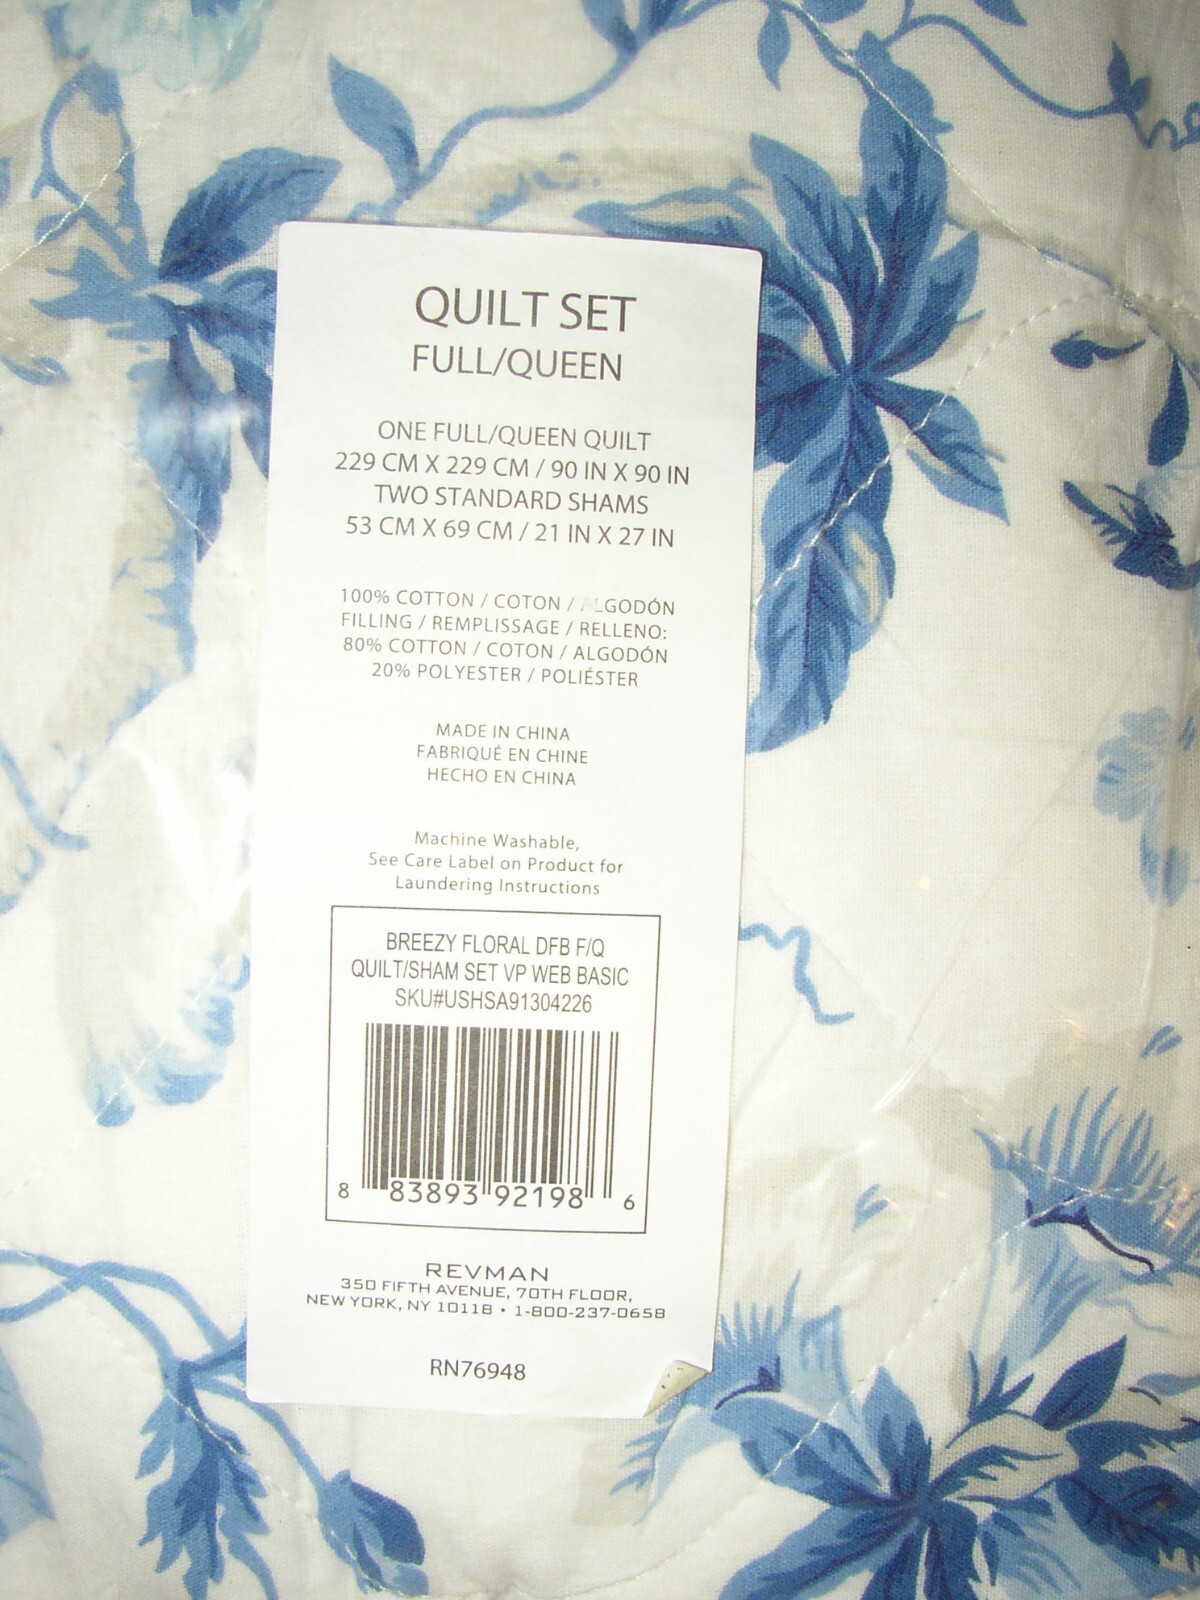 QUILT SET
FULL/QUEEN
ONE FULL/QUEEN QUILT
229 CM X 229 CM / 90 IN X 90 IN
TWO STANDARD SHAMS
53 CM X 69 CM / 21 IN X 27 IN
100% COTTON / COTON / ALGODÓN
FILLING / REMPLISSAGE / RELLENO:
80% COTTON / COTON / ALGODÓN
20% POLYESTER / POLIÉSTER
MADE IN CHINA
FABRIQUÉ EN CHINE
HECHO EN CHINA
Machine Washable,
See Care Label on Product for
Laundering Instructions
BREEZY FLORAL DFB F/Q
QUILT/SHAM SET VP WEB BASIC
SKU#USHSA91304226
8 83893 92198 6
REVMAN
350 FIFTH AVENUE, 70TH FLOOR,
NEW YORK, NY 10118 • 1-800-237-0658
RN76948